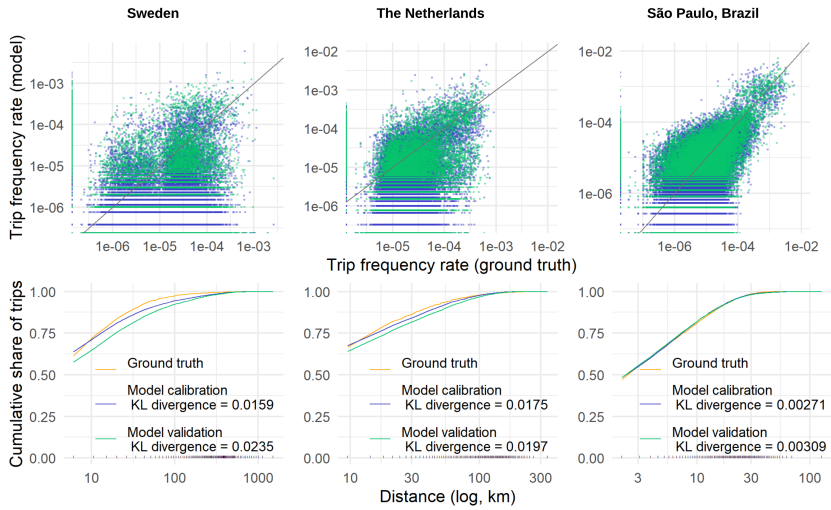 Sweden
The Netherlands
São Paulo, Brazil
Trip frequency rate (model)
1e-03
1e-04
1e-05
1e-06
1e-06 1e-05 1e-04 1e-03
1e-02
1e-03
1e-04
1e-05
1e-06
1e-05 1e-04 1e-03 1e-02
1e-02
1e-04
1e-06
1e-06 1e-04 1e-02
Trip frequency rate (ground truth)
Cumulative share of trips
1.00
0.75
0.50
0.25
0.00
Ground truth
Model calibration
KL divergence = 0.0159
Model validation
KL divergence = 0.0235
10 100 1000
1.00
0.75
0.50
0.25
0.00
Ground truth
Model calibration
KL divergence = 0.0175
Model validation
KL divergence = 0.0197
10 30 100 300
1.00
0.75
0.50
0.25
0.00
Ground truth
Model calibration
KL divergence = 0.00271
Model validation
KL divergence = 0.00309
3 10 30 100
Distance (log, km)